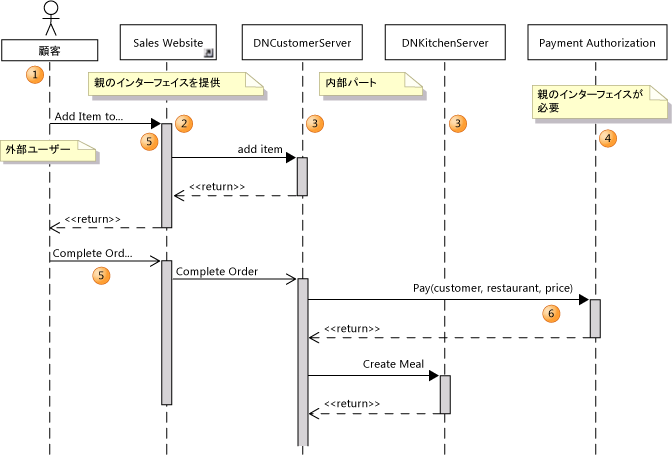 顧客
Sales Website
DNCustomerServer
DNKitchenServer
Payment Authorization
1
親のインターフェイスを提供
内部パート
親のインターフェイスが
必要
Add Item to...
2
3
3
4
5
外部ユーザー
add item
<<return>>
<<return>>
Complete Ord...
5
Complete Order
Pay(customer, restaurant, price)
6
<<return>>
Create Meal
<<return>>